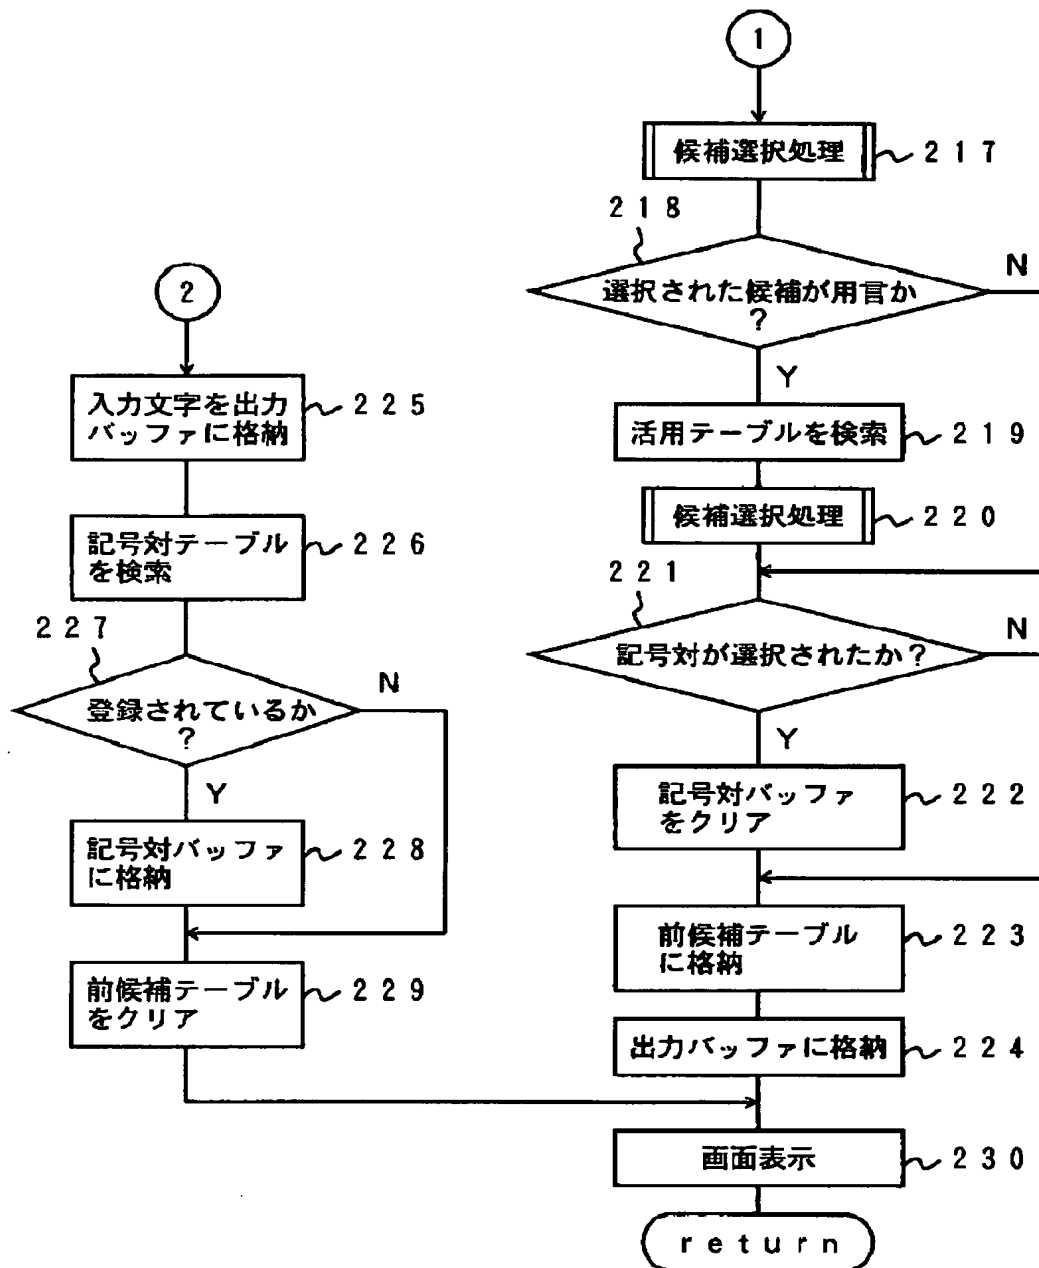 1
候補選択処理
217
218
選択された候補が用言か
?
N
Y
活用テーブルを検索
219
候補選択処理
220
221
記号対が選択されたか?
N
Y
記号対バッファ
をクリア
222
前候補テーブル
に格納
223
出力バッファに格納
224
画面表示
230
return
2
入力文字を出力
バッファに格納
225
記号対テーブル
を検索
226
227
登録されているか
?
N
Y
記号対バッファ
に格納
228
前候補テーブル
をクリア
229